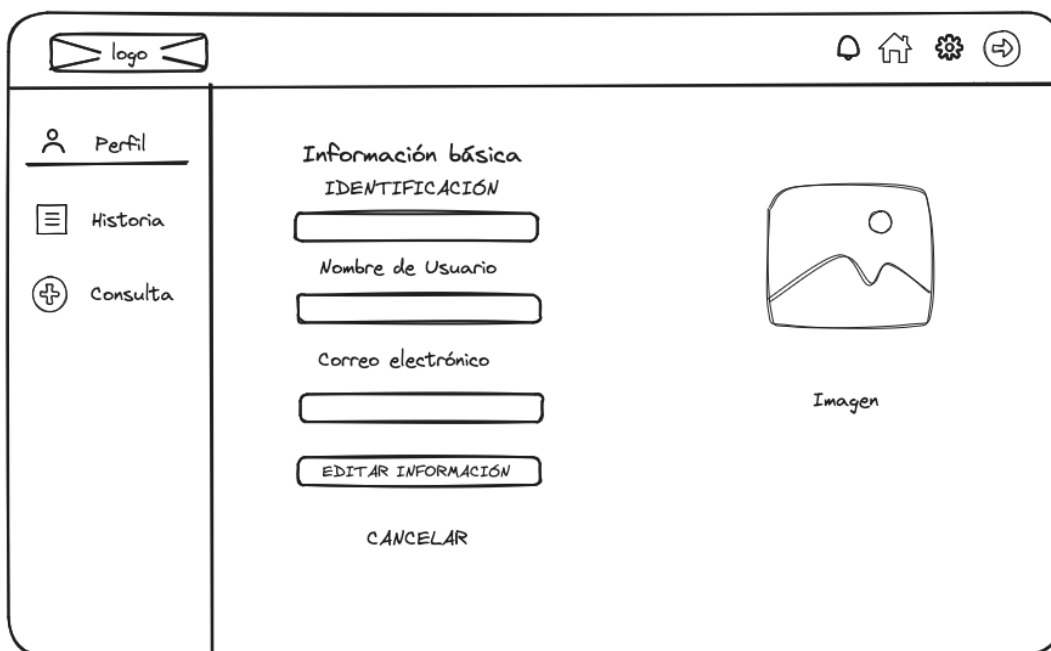 logo
Perfil
Historia
Consulta
Información básica
IDENTIFICACIÓN
Nombre de Usuario
Correo electrónico
EDITAR INFORMACIÓN
CANCELAR
Imagen